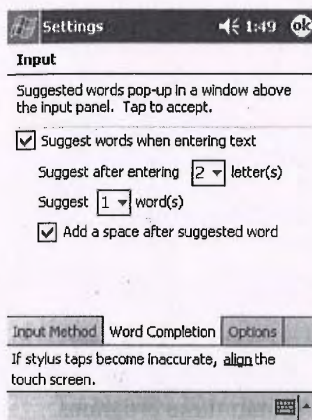 Settings 1:49 ok
Input
Suggested words pop-up in a window above
the input panel. Tap to accept.
Suggest words when entering text
Suggest after entering 2 letter(s)
Suggest 1 word(s)
Add a space after suggested word
Input Method Word Completion Options
If stylus taps become inaccurate, align the
touch screen.